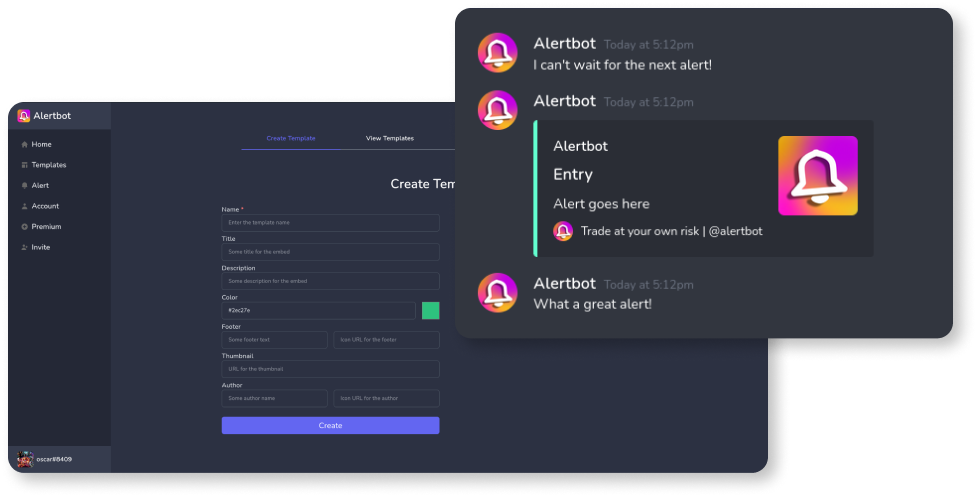 Alertbot
Home
Templates
Alert
Account
Premium
Invite
oscar#8409
Create Template
View Templates
Create Tem
Name *
Enter the template name
Title
Some title for the embed
Description
Some description for the embed
Color
#2ec27e
Footer
Some footer text
Icon URL for the footer
Thumbnail
URL for the thumbnail
Author
Some author name
Icon URL for the author
Create
Alertbot Today at 5:12pm
I can't wait for the next alert!
Alertbot Today at 5:12pm
Alertbot
Entry
Alert goes here
Trade at your own risk | @alertbot
Alertbot Today at 5:12pm
What a great alert!